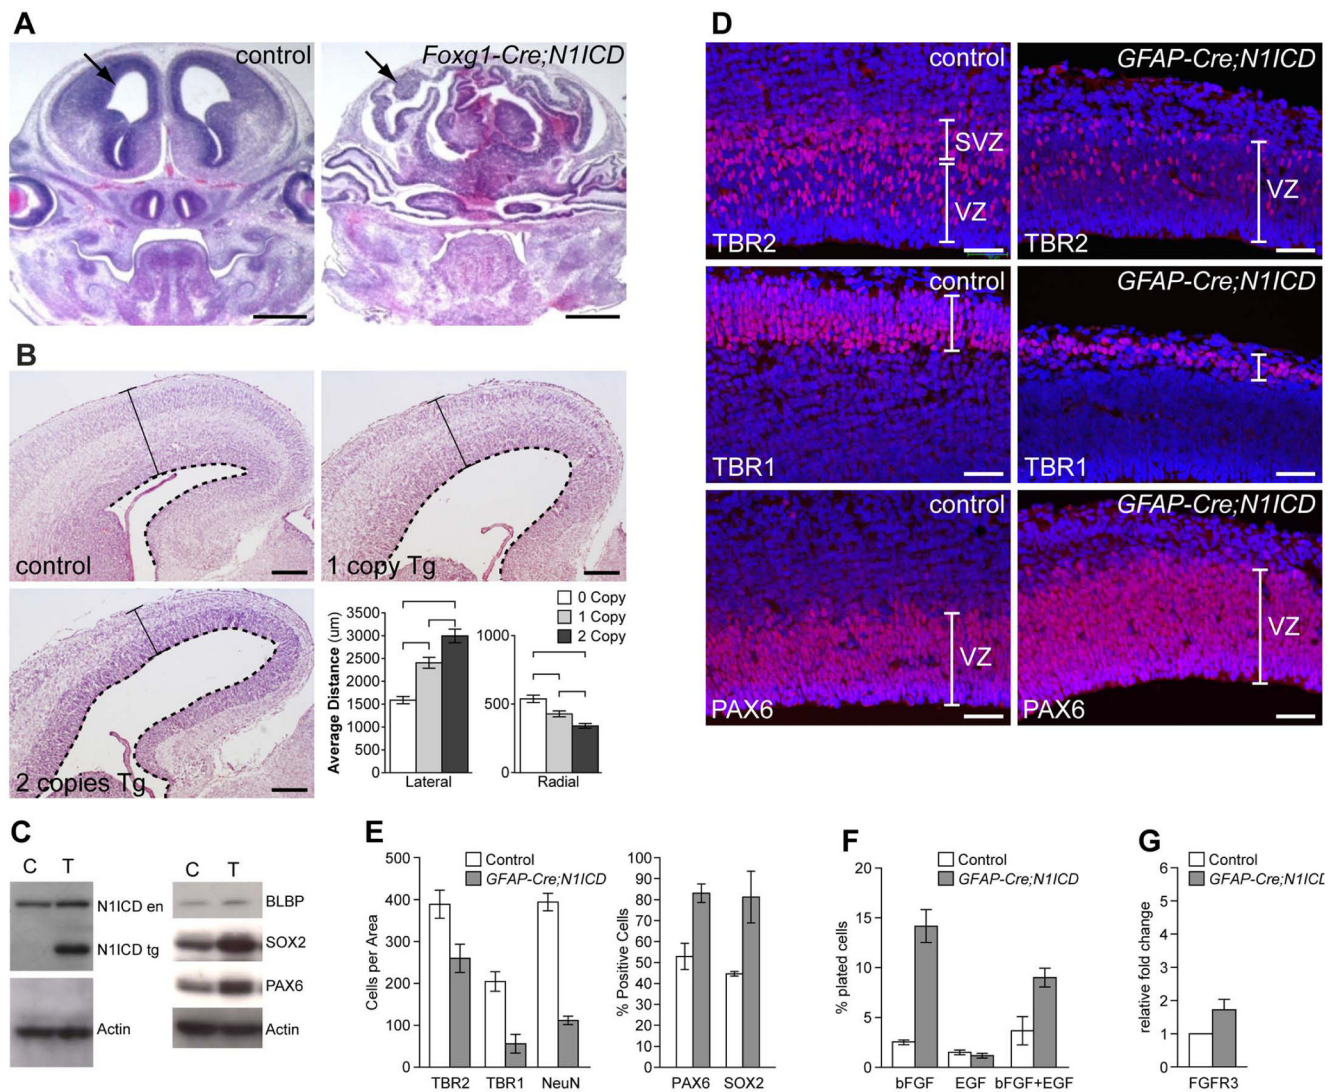 A
control
Foxg1-Cre;N1ICD
B
control
1 copy Tg
2 copies Tg
Average Distance (um)
3500
3000
2500
2000
1500
1000
500
0
Lateral
1000
500
0
Radial
0 Copy
1 Copy
2 Copy
C
C T
N1ICD en
N1ICD tg
Actin
C T
BLBP
SOX2
PAX6
Actin
D
control
SVZ
VZ
TBR2
GFAP-Cre;N1ICD
VZ
TBR2
control
TBR1
GFAP-Cre;N1ICD
TBR1
control
VZ
PAX6
GFAP-Cre;N1ICD
VZ
PAX6
E
Cells per Area
500
400
300
200
100
0
Control
GFAP-Cre;N1ICD
TBR2 TBR1 NeuN
% Positive Cells
100
90
80
70
60
50
40
30
20
10
0
PAX6 SOX2
F
% plated cells
20
15
10
5
0
Control
GFAP-Cre;N1ICD
bFGF EGF bFGF+EGF
G
relative fold change
6
5
4
3
2
1
0
Control
GFAP-Cre;N1ICD
FGFR3